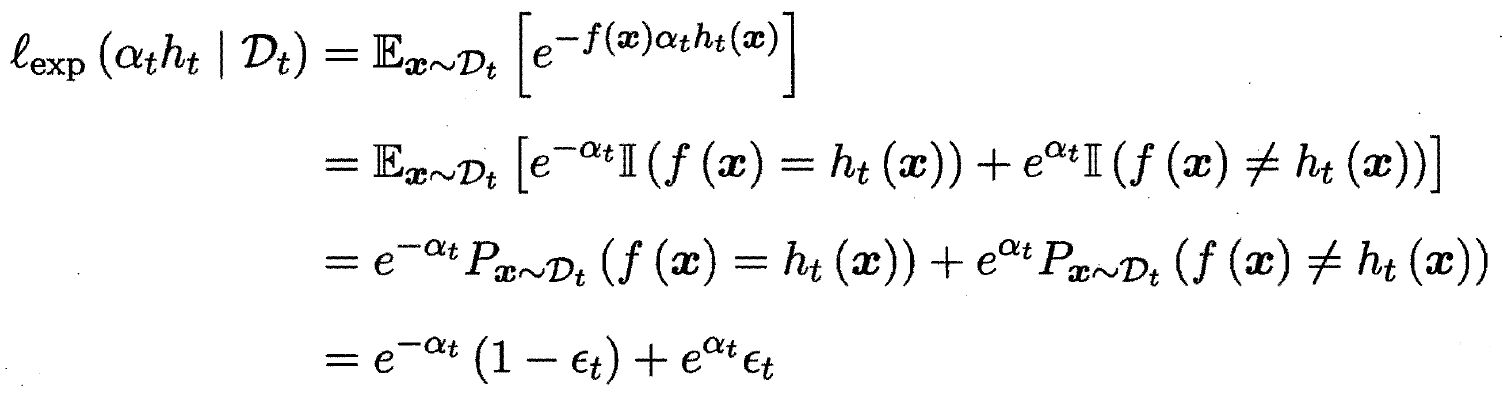 ℓ_exp (α_t h_t | 𝒟_t) = 𝔼_{𝒙∼𝒟_t} [e^{−f(𝒙)α_t h_t(𝒙)}]
= 𝔼_{𝒙∼𝒟_t} [e^{−α_t} 𝕀 (f (𝒙) = h_t (𝒙)) + e^{α_t} 𝕀 (f (𝒙) ≠ h_t (𝒙))]
= e^{−α_t} P_{𝒙∼𝒟_t} (f (𝒙) = h_t (𝒙)) + e^{α_t} P_{𝒙∼𝒟_t} (f (𝒙) ≠ h_t (𝒙))
= e^{−α_t} (1 − ϵ_t) + e^{α_t} ϵ_t